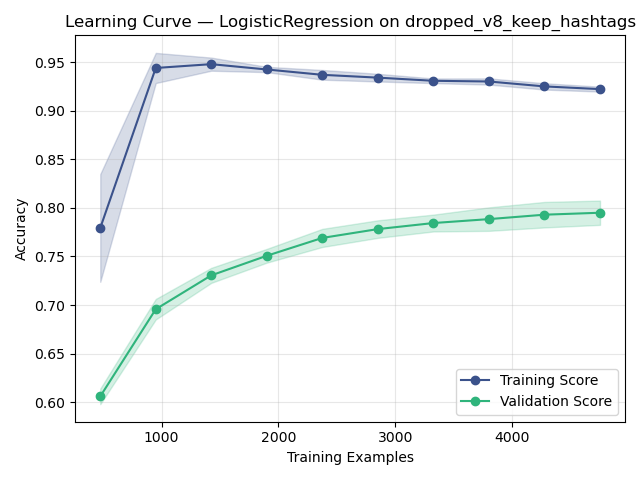 Learning Curve — LogisticRegression on dropped_v8_keep_hashtags
0.95
0.90
0.85
0.80
0.75
0.70
0.65
0.60
Accuracy
Training Score
Validation Score
1000 2000 3000 4000
Training Examples